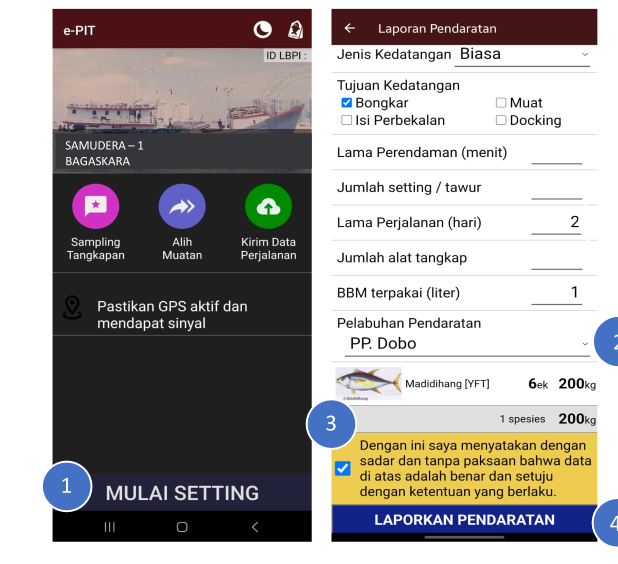 e-PIT
ID LBPI :
SAMUDERA – 1
BAGASKARA
Sampling
Tangkapan
Alih
Muatan
Kirim Data
Perjalanan
Pastikan GPS aktif dan
mendapat sinyal
1
MULAI SETTING
Laporan Pendaratan
Jenis Kedatangan Biasa
Tujuan Kedatangan
Bongkar Muat
Isi Perbekalan Docking
Lama Perendaman (menit)
Jumlah setting / tawur
Lama Perjalanan (hari) 2
Jumlah alat tangkap
BBM terpakai (liter) 1
Pelabuhan Pendaratan
PP. Dobo
2
Madidihang [YFT] 6ek 200kg
2.Madidihang
1 spesies 200kg
3
Dengan ini saya menyatakan dengan
sadar dan tanpa paksaan bahwa data
di atas adalah benar dan setuju
dengan ketentuan yang berlaku.
LAPORKAN PENDARATAN
4